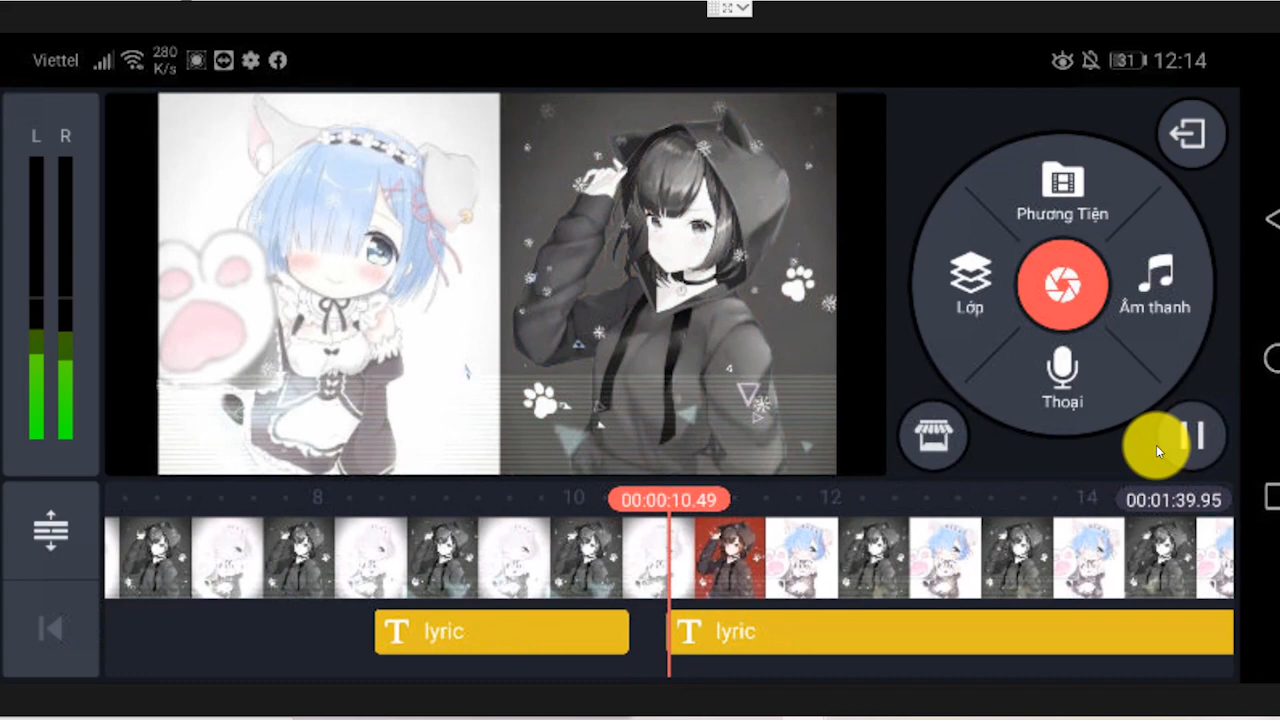 Viettel 280 K/s 31 12:14
L R
Phương Tiện
Lớp
Âm thanh
Thoại
8 10 00:00:10.49 12 14 00:01:39.95
T lyric T lyric